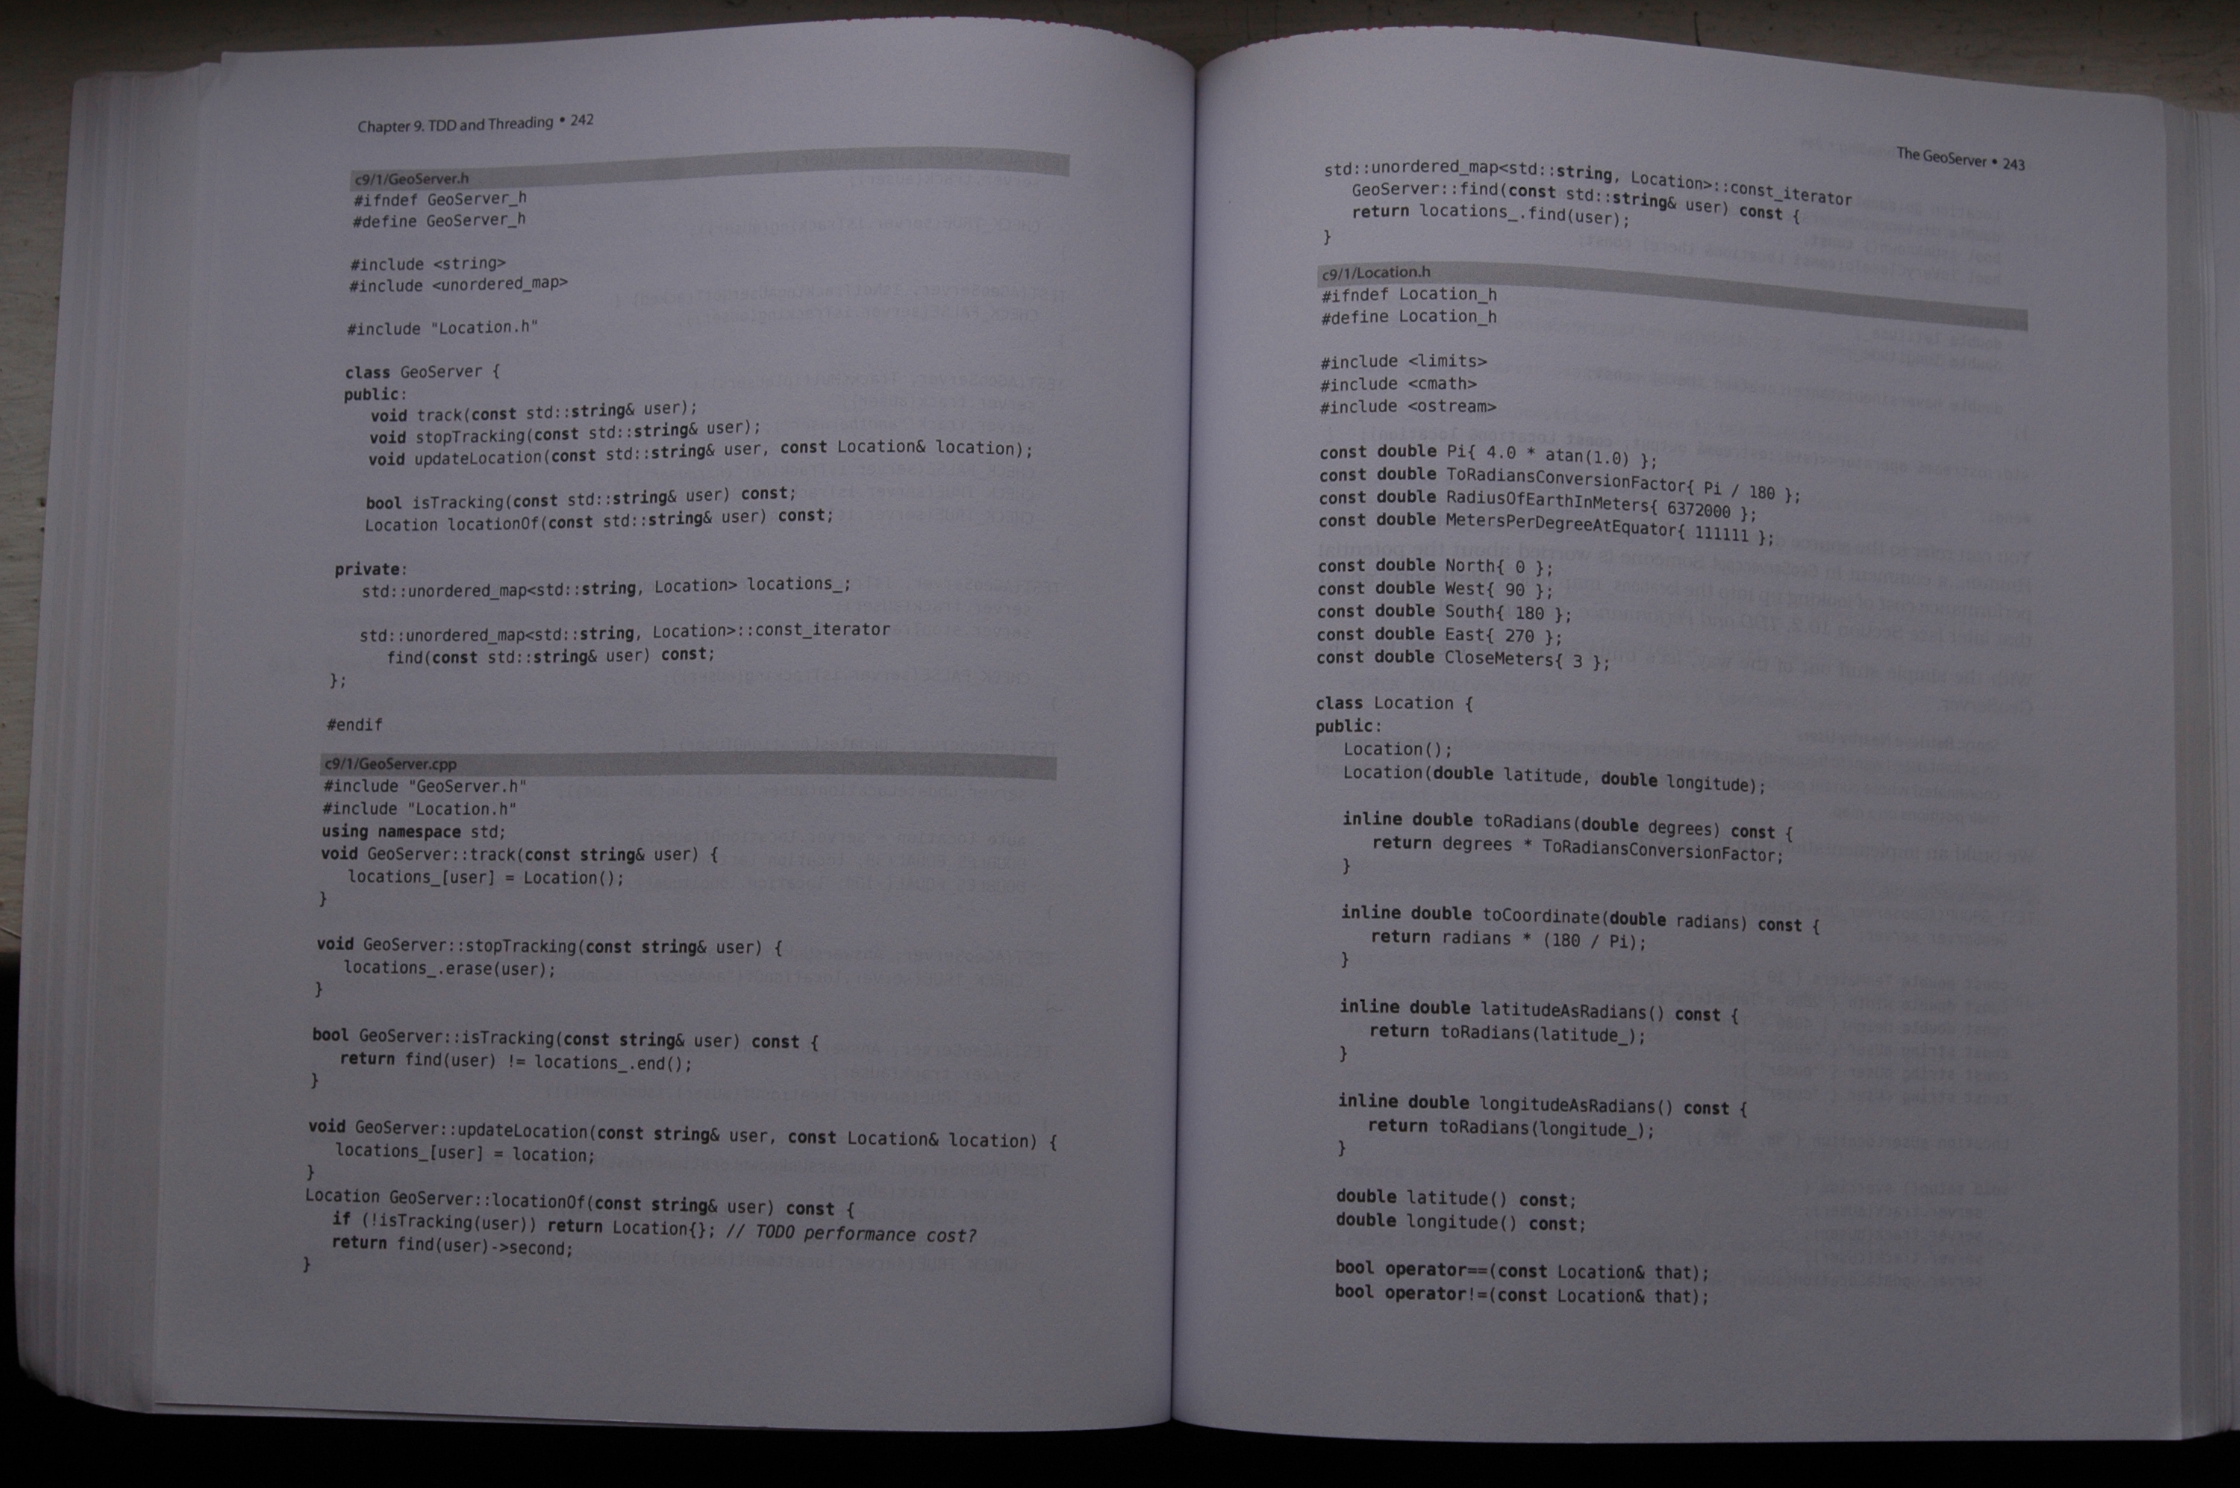 Chapter 9. TDD and Threading • 242
c9/1/GeoServer.h
#ifndef GeoServer_h
#define GeoServer_h
#include <string>
#include <unordered_map>
#include "Location.h"
class GeoServer {
public:
void track(const std::string& user);
void stopTracking(const std::string& user);
void updateLocation(const std::string& user, const Location& location);
bool isTracking(const std::string& user) const;
Location locationOf(const std::string& user) const;
private:
std::unordered_map<std::string, Location> locations_;
std::unordered_map<std::string, Location>::const_iterator
find(const std::string& user) const;
};
#endif
c9/1/GeoServer.cpp
#include "GeoServer.h"
#include "Location.h"
using namespace std;
void GeoServer::track(const string& user) {
locations_[user] = Location();
}
void GeoServer::stopTracking(const string& user) {
locations_.erase(user);
}
bool GeoServer::isTracking(const string& user) const {
return find(user) != locations_.end();
}
void GeoServer::updateLocation(const string& user, const Location& location) {
locations_[user] = location;
}
Location GeoServer::locationOf(const string& user) const {
if (!isTracking(user)) return Location{}; // TODO performance cost?
return find(user)->second;
}
The GeoServer • 243
std::unordered_map<std::string, Location>::const_iterator
GeoServer::find(const std::string& user) const {
return locations_.find(user);
}
c9/1/Location.h
#ifndef Location_h
#define Location_h
#include <limits>
#include <cmath>
#include <ostream>
const double Pi{ 4.0 * atan(1.0) };
const double ToRadiansConversionFactor{ Pi / 180 };
const double RadiusOfEarthInMeters{ 6372000 };
const double MetersPerDegreeAtEquator{ 111111 };
const double North{ 0 };
const double West{ 90 };
const double South{ 180 };
const double East{ 270 };
const double CloseMeters{ 3 };
class Location {
public:
Location();
Location(double latitude, double longitude);
inline double toRadians(double degrees) const {
return degrees * ToRadiansConversionFactor;
}
inline double toCoordinate(double radians) const {
return radians * (180 / Pi);
}
inline double latitudeAsRadians() const {
return toRadians(latitude_);
}
inline double longitudeAsRadians() const {
return toRadians(longitude_);
}
double latitude() const;
double longitude() const;
bool operator==(const Location& that);
bool operator!=(const Location& that);